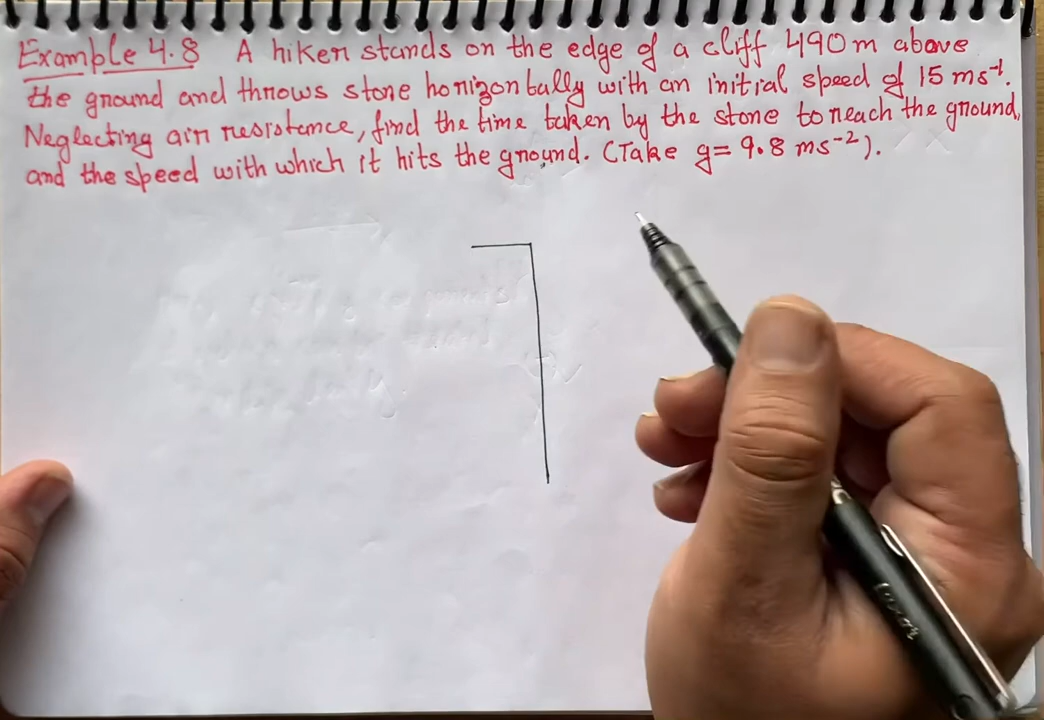 Example 4.8 A hiker stands on the edge of a cliff 490 m above
the ground and throws stone horizontally with an initial speed of 15 ms⁻¹.
Neglecting air resistance, find the time taken by the stone to reach the ground,
and the speed with which it hits the ground. (Take g = 9.8 ms⁻²).